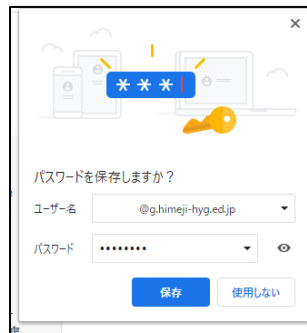 ***
パスワードを保存しますか？
ユーザー名 @g.himeji-hyg.ed.jp
パスワード ••••••••
保存 使用しない